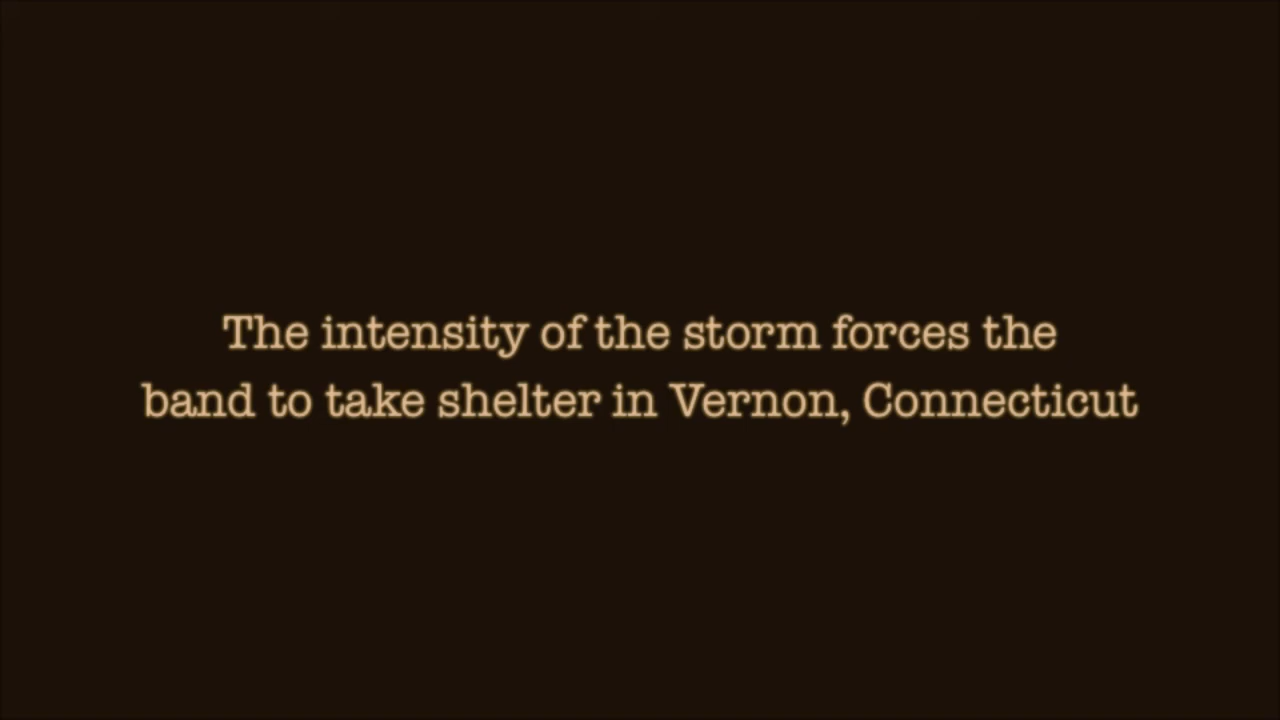 The intensity of the storm forces the
band to take shelter in Vernon, Connecticut